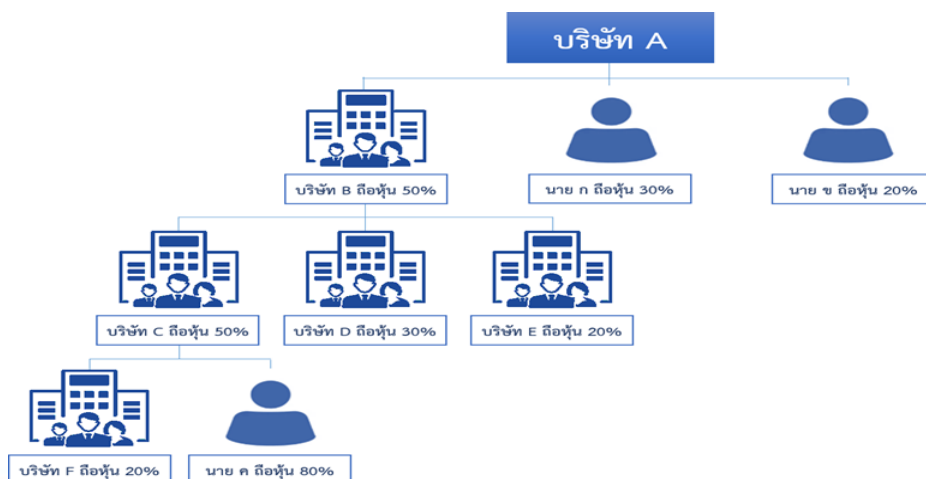 บริษัท A
บริษัท B ถือหุ้น 50%
นาย ก ถือหุ้น 30%
นาย ข ถือหุ้น 20%
บริษัท C ถือหุ้น 50%
บริษัท D ถือหุ้น 30%
บริษัท E ถือหุ้น 20%
บริษัท F ถือหุ้น 20%
นาย ค ถือหุ้น 80%